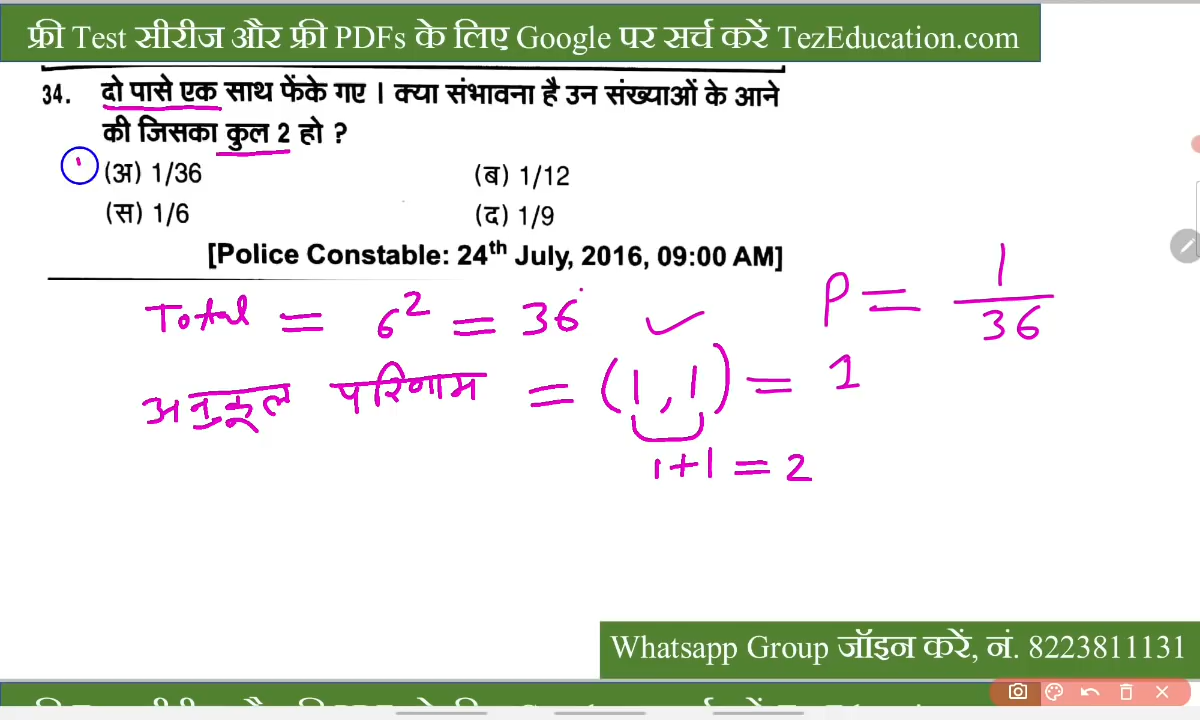 फ्री Test सीरीज और फ्री PDFs के लिए Google पर सर्च करें TezEducation.com
34. दो पासे एक साथ फेंके गए । क्या संभावना है उन संख्याओं के आने
की जिसका कुल 2 हो ?
(अ) 1/36 (ब) 1/12
(स) 1/6 (द) 1/9
[Police Constable: 24th July, 2016, 09:00 AM]
Total = 6² = 36 ✓ P = 1/36
अनुकूल परिणाम = (1, 1) = 1
1+1 = 2
Whatsapp Group जॉइन करें, नं. 8223811131